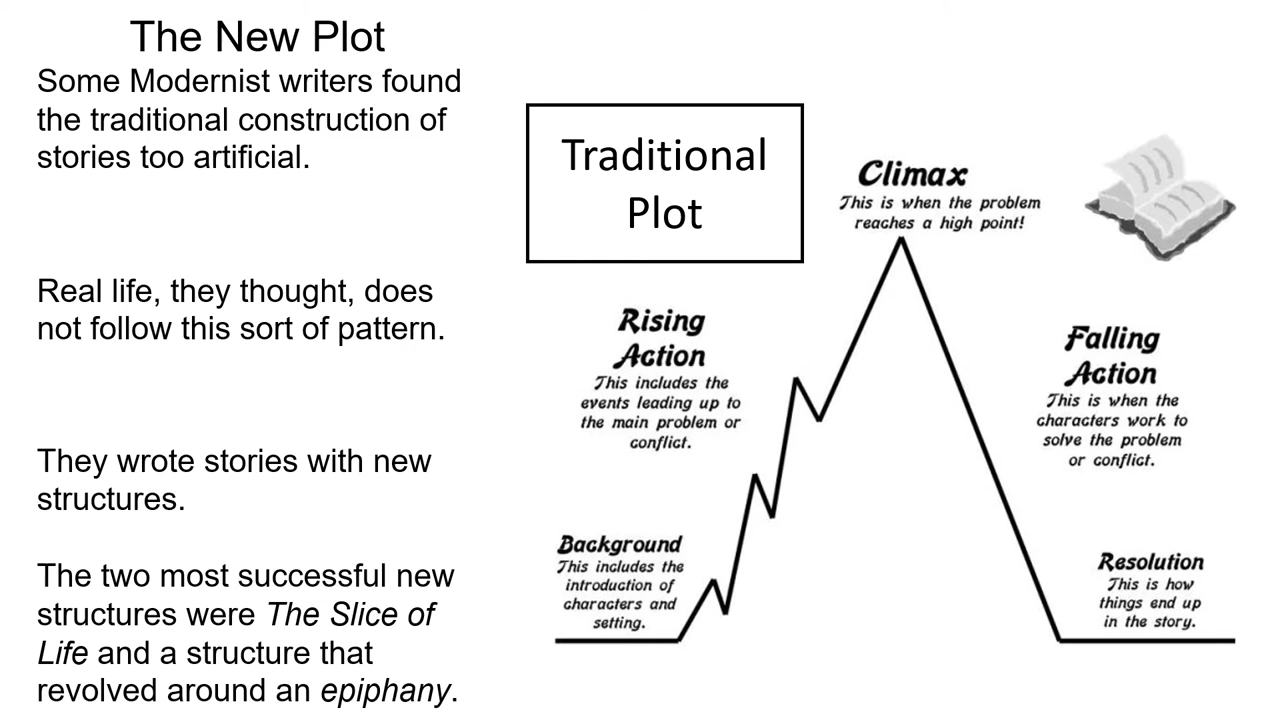 The New Plot
Some Modernist writers found
the traditional construction of
stories too artificial.
Real life, they thought, does
not follow this sort of pattern.
They wrote stories with new
structures.
The two most successful new
structures were The Slice of
Life and a structure that
revolved around an epiphany.
Traditional
Plot
Climax
This is when the problem
reaches a high point!
Rising
Action
This includes the
events leading up to
the main problem or
conflict.
Falling
Action
This is when the
characters work to
solve the problem
or conflict.
Background
This includes the
introduction of
characters and
setting.
Resolution
This is how
things end up
in the story.